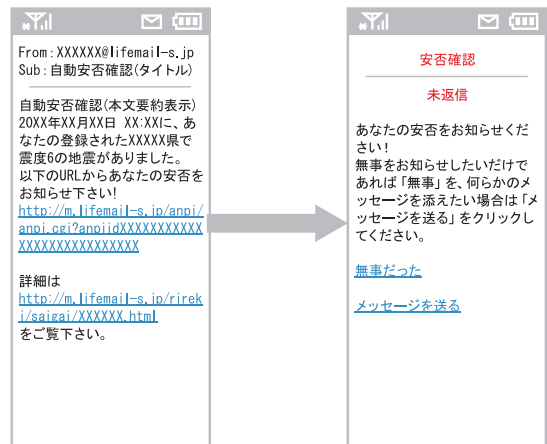 From：XXXXXX@lifemail-s.jp
Sub：自動安否確認(タイトル)
自動安否確認(本文要約表示)
20XX年XX月XX日 XX:XXに、あ
なたの登録されたXXXXX県で
震度6の地震がありました。
以下のURLからあなたの安否を
お知らせ下さい!
http://m.lifemail-s.jp/anpi/
anpi.cgi?anpiidXXXXXXXXXXX
XXXXXXXXXXXXXXXX
詳細は
http://m.lifemail-s.jp/rirek
i/saigai/XXXXXX.html
をご覧下さい。
安否確認
未返信
あなたの安否をお知らせくだ
さい！
無事をお知らせしたいだけで
あれば「無事」を、何らかのメ
ッセージを添えたい場合は「メ
ッセージを送る」をクリックし
てください。
無事だった
メッセージを送る